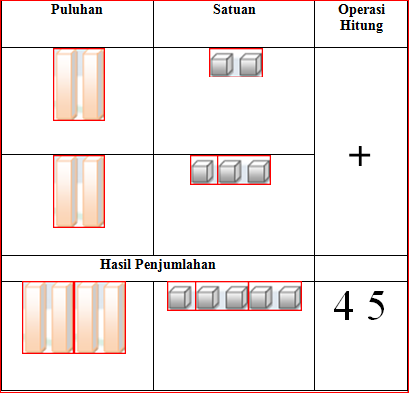 Puluhan Satuan Operasi
Hitung
+
Hasil Penjumlahan
4 5